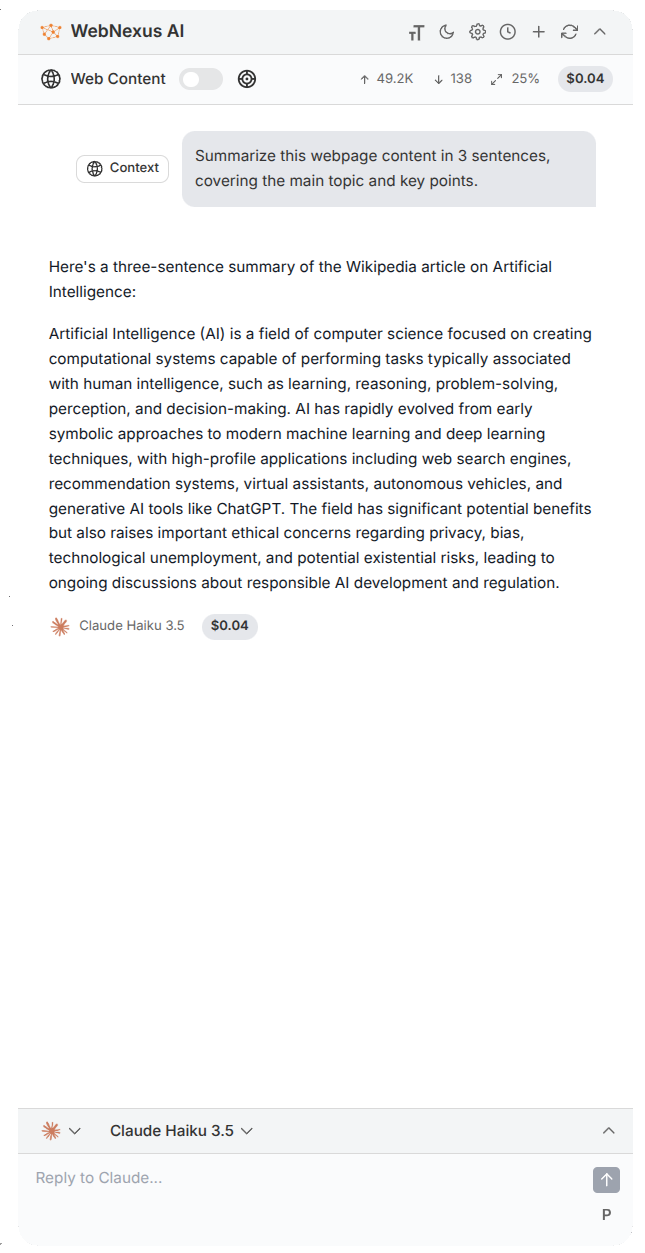 WebNexus AI
Web Content
49.2K
138
25%
$0.04
Context
Summarize this webpage content in 3 sentences,
covering the main topic and key points.
Here's a three-sentence summary of the Wikipedia article on Artificial
Intelligence:
Artificial Intelligence (AI) is a field of computer science focused on creating
computational systems capable of performing tasks typically associated
with human intelligence, such as learning, reasoning, problem-solving,
perception, and decision-making. AI has rapidly evolved from early
symbolic approaches to modern machine learning and deep learning
techniques, with high-profile applications including web search engines,
recommendation systems, virtual assistants, autonomous vehicles, and
generative AI tools like ChatGPT. The field has significant potential benefits
but also raises important ethical concerns regarding privacy, bias,
technological unemployment, and potential existential risks, leading to
ongoing discussions about responsible AI development and regulation.
Claude Haiku 3.5
$0.04
Claude Haiku 3.5
Reply to Claude...
P